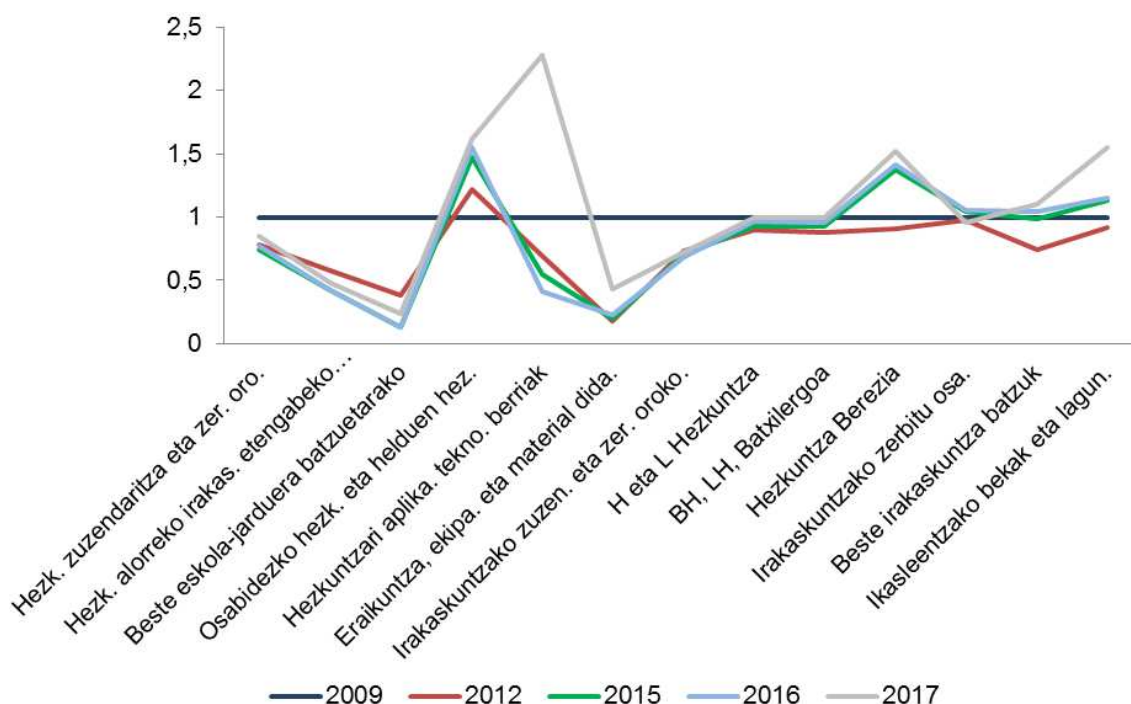 2,5
2
1,5
1
0,5
0
Hezk. zuzendaritza eta zer. oro.
Hezk. alorreko irakas. etengabeko…
Beste eskola-jarduera batzuetarako
Osabidezko hezk. eta helduen hez.
Hezkuntzari aplika. tekno. berriak
Eraikuntza, ekipa. eta material dida.
Irakaskuntzako zuzen. eta zer. oroko.
H eta L Hezkuntza
BH, LH, Batxilergoa
Hezkuntza Berezia
Irakaskuntzako zerbitu osa.
Beste irakaskuntza batzuk
Ikasleentzako bekak eta lagun.
2009 2012 2015 2016 2017